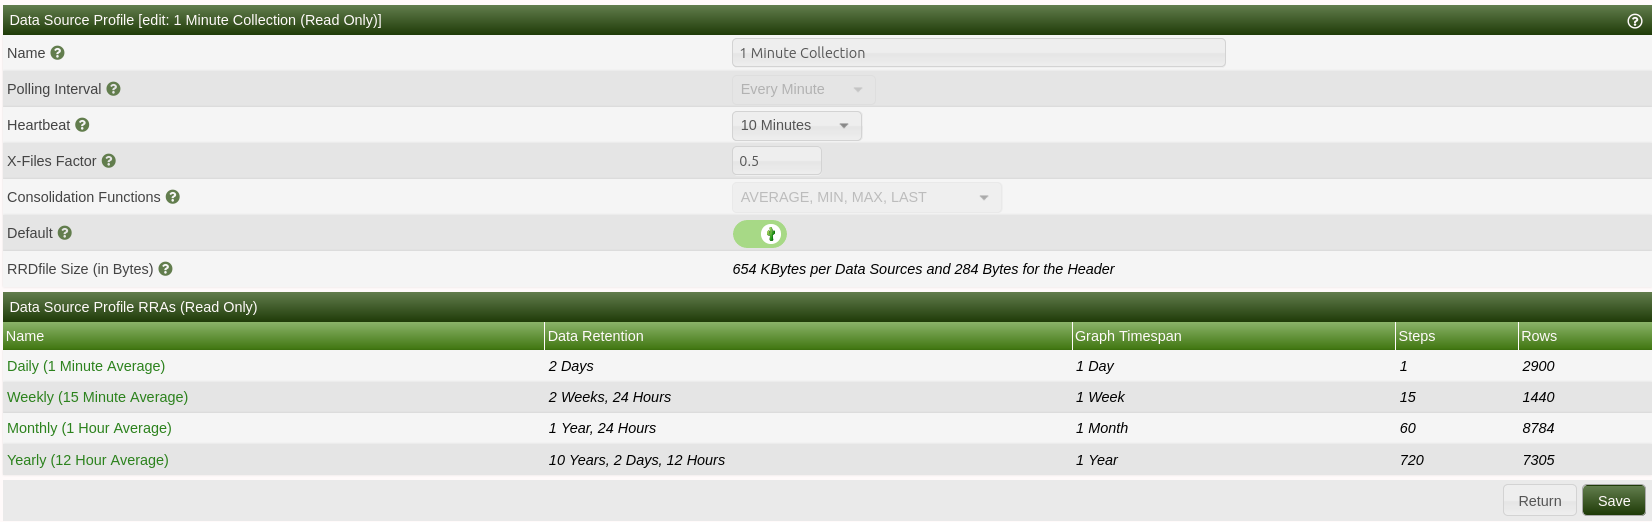 Data Source Profile [edit: 1 Minute Collection (Read Only)]
Name 1 Minute Collection
Polling Interval Every Minute
Heartbeat 10 Minutes
X-Files Factor 0.5
Consolidation Functions AVERAGE, MIN, MAX, LAST
Default
RRDfile Size (in Bytes) 654 KBytes per Data Sources and 284 Bytes for the Header
Data Source Profile RRAs (Read Only)
Name Data Retention Graph Timespan Steps Rows
Daily (1 Minute Average) 2 Days 1 Day 1 2900
Weekly (15 Minute Average) 2 Weeks, 24 Hours 1 Week 15 1440
Monthly (1 Hour Average) 1 Year, 24 Hours 1 Month 60 8784
Yearly (12 Hour Average) 10 Years, 2 Days, 12 Hours 1 Year 720 7305
Return Save